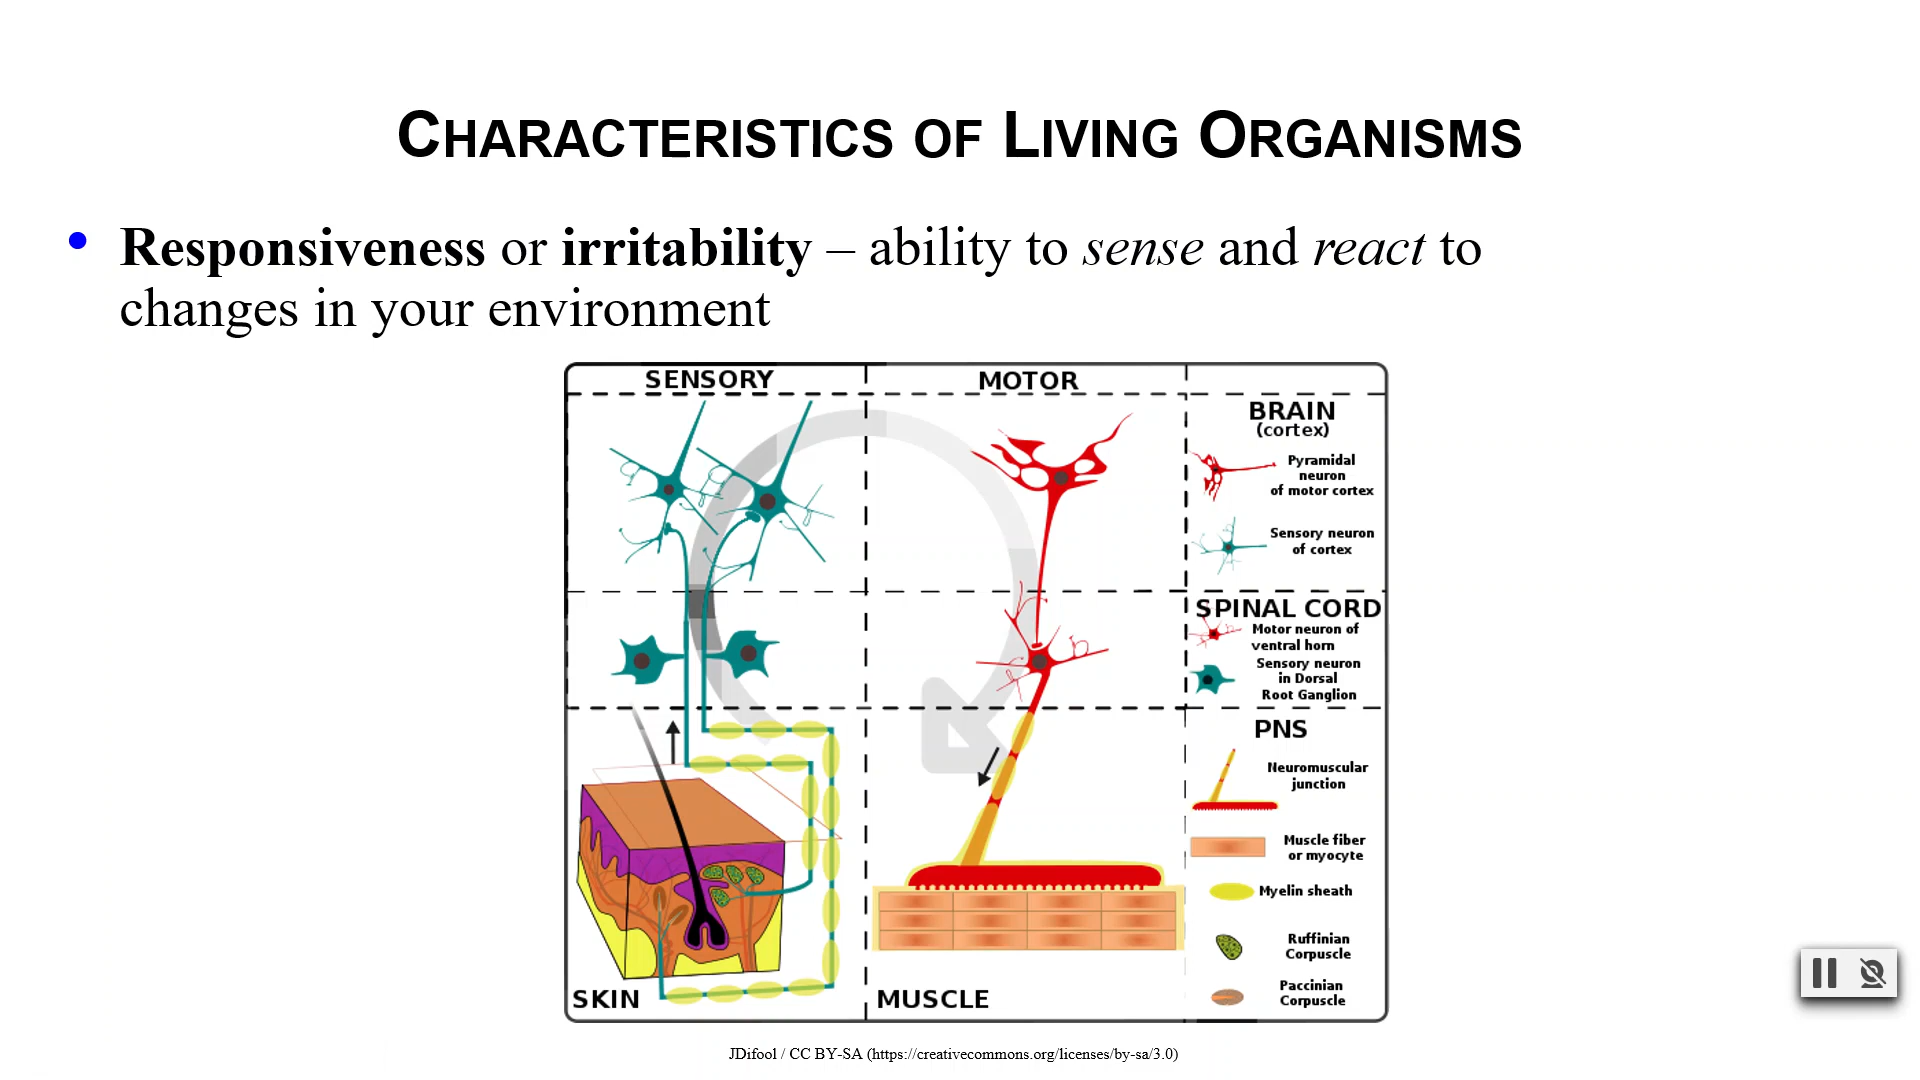 CHARACTERISTICS OF LIVING ORGANISMS
• Responsiveness or irritability – ability to sense and react to
changes in your environment
SENSORY
MOTOR
BRAIN
(cortex)
Pyramidal
neuron
of motor cortex
Sensory neuron
of cortex
SPINAL CORD
Motor neuron of
ventral horn
Sensory neuron
in Dorsal
Root Ganglion
PNS
Neuromuscular
junction
Muscle fiber
or myocyte
Myelin sheath
Ruffinian
Corpuscle
Paccinian
Corpuscle
SKIN
MUSCLE
JDifool / CC BY-SA (https://creativecommons.org/licenses/by-sa/3.0)